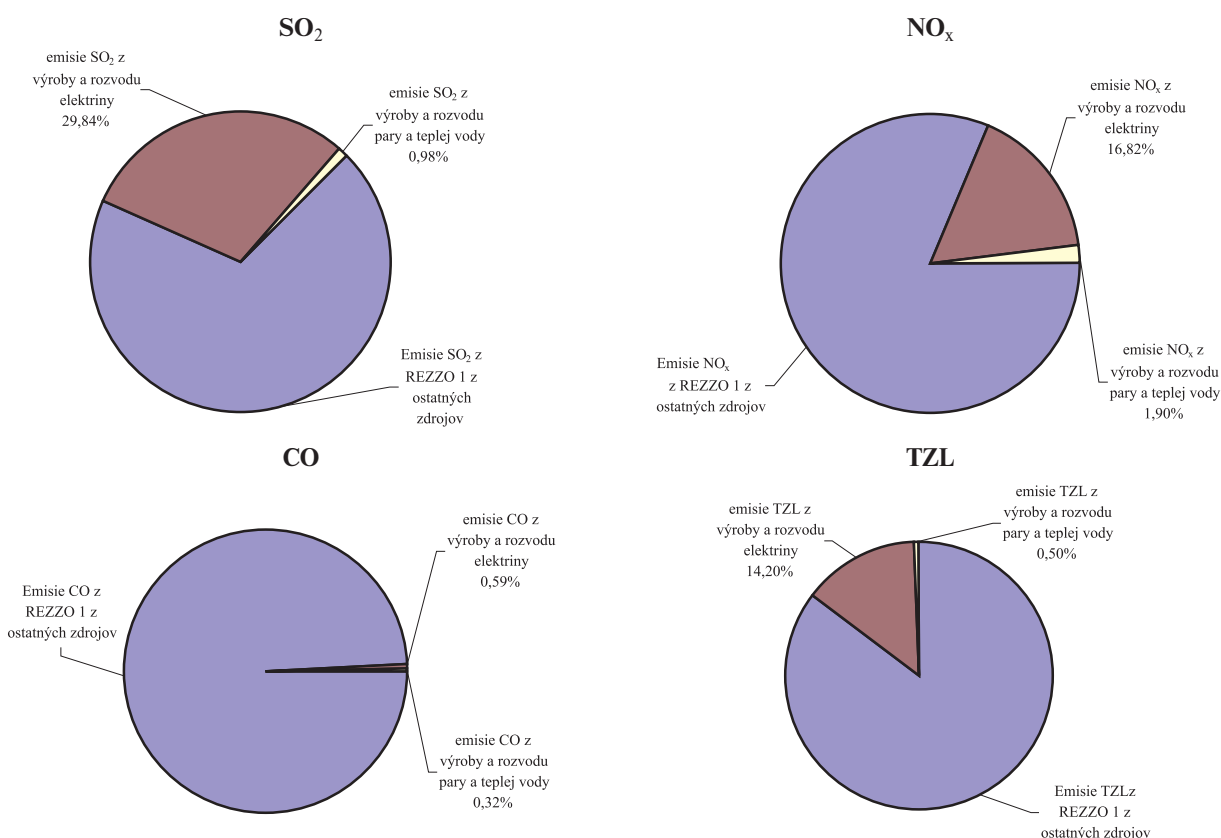 SO₂
emisie SO₂ z
výroby a rozvodu
elektriny
29,84%
emisie SO₂ z
výroby a rozvodu
pary a teplej vody
0,98%
Emisie SO₂ z
REZZO 1 z
ostatných
zdrojov
NOₓ
emisie NOₓ z
výroby a rozvodu
elektriny
16,82%
Emisie NOₓ
z REZZO 1 z
ostatných zdrojov
emisie NOₓ z
výroby a rozvodu
pary a teplej vody
1,90%
CO
emisie CO z
výroby a rozvodu
elektriny
0,59%
Emisie CO z
REZZO 1 z
ostatných zdrojov
emisie CO z
výroby a rozvodu
pary a teplej vody
0,32%
TZL
emisie TZL z
výroby a rozvodu
elektriny
14,20%
emisie TZL z
výroby a rozvodu
pary a teplej vody
0,50%
Emisie TZLz
REZZO 1 z
ostatných zdrojov